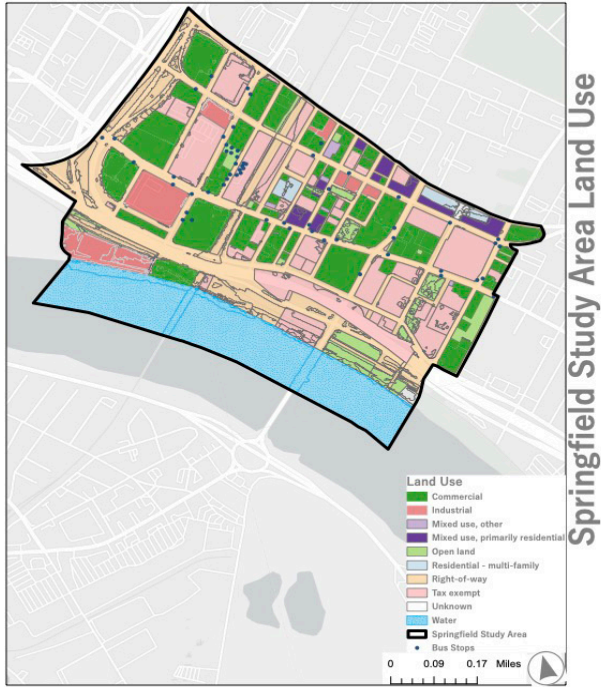 Springfield Study Area Land Use
Land Use
Commercial
Industrial
Mixed use, other
Mixed use, primarily residential
Open land
Residential - multi-family
Right-of-way
Tax exempt
Unknown
Water
Springfield Study Area
Bus Stops
0 0.09 0.17 Miles